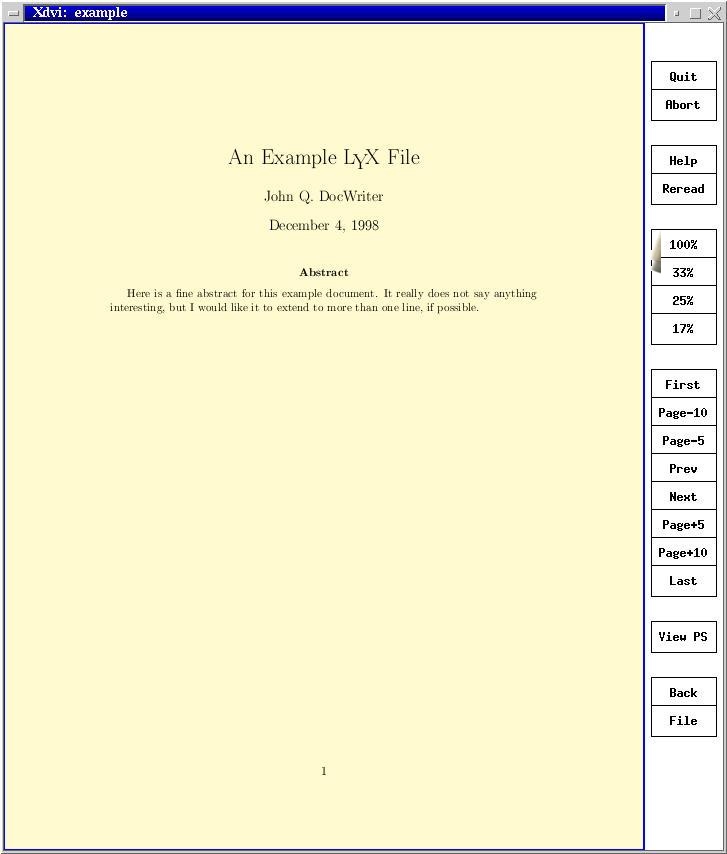 Xdvi: example
An Example LYX File
John Q. DocWriter
December 4, 1998
Abstract
Here is a fine abstract for this example document. It really does not say anything
interesting, but I would like it to extend to more than one line, if possible.
1
Quit
Abort
Help
Reread
100%
33%
25%
17%
First
Page-10
Page-5
Prev
Next
Page+5
Page+10
Last
View PS
Back
File